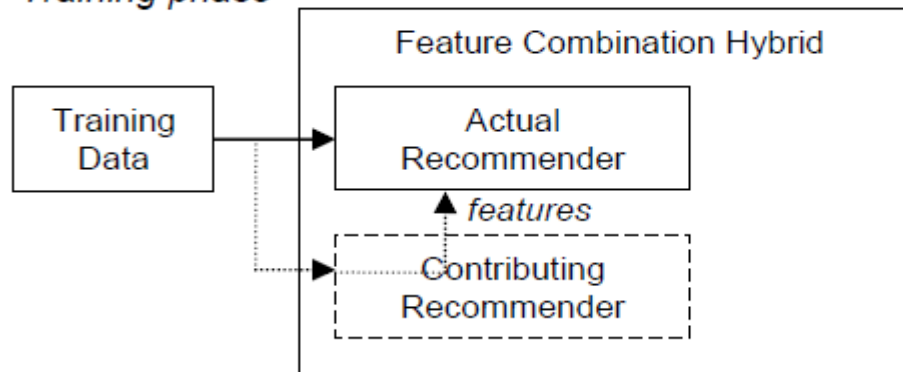 Training phase
Feature Combination Hybrid
Training
Data
Actual
Recommender
features
Contributing
Recommender